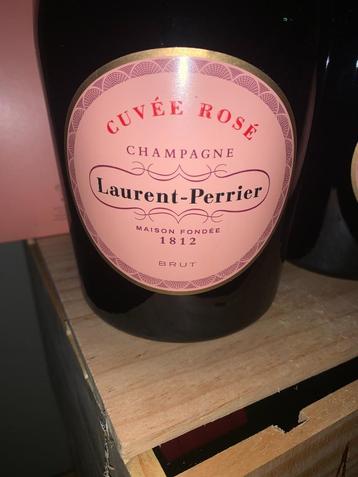 CUVÉE ROSÉ
CHAMPAGNE
Laurent-Perrier
MAISON FONDÉE
1812
BRUT